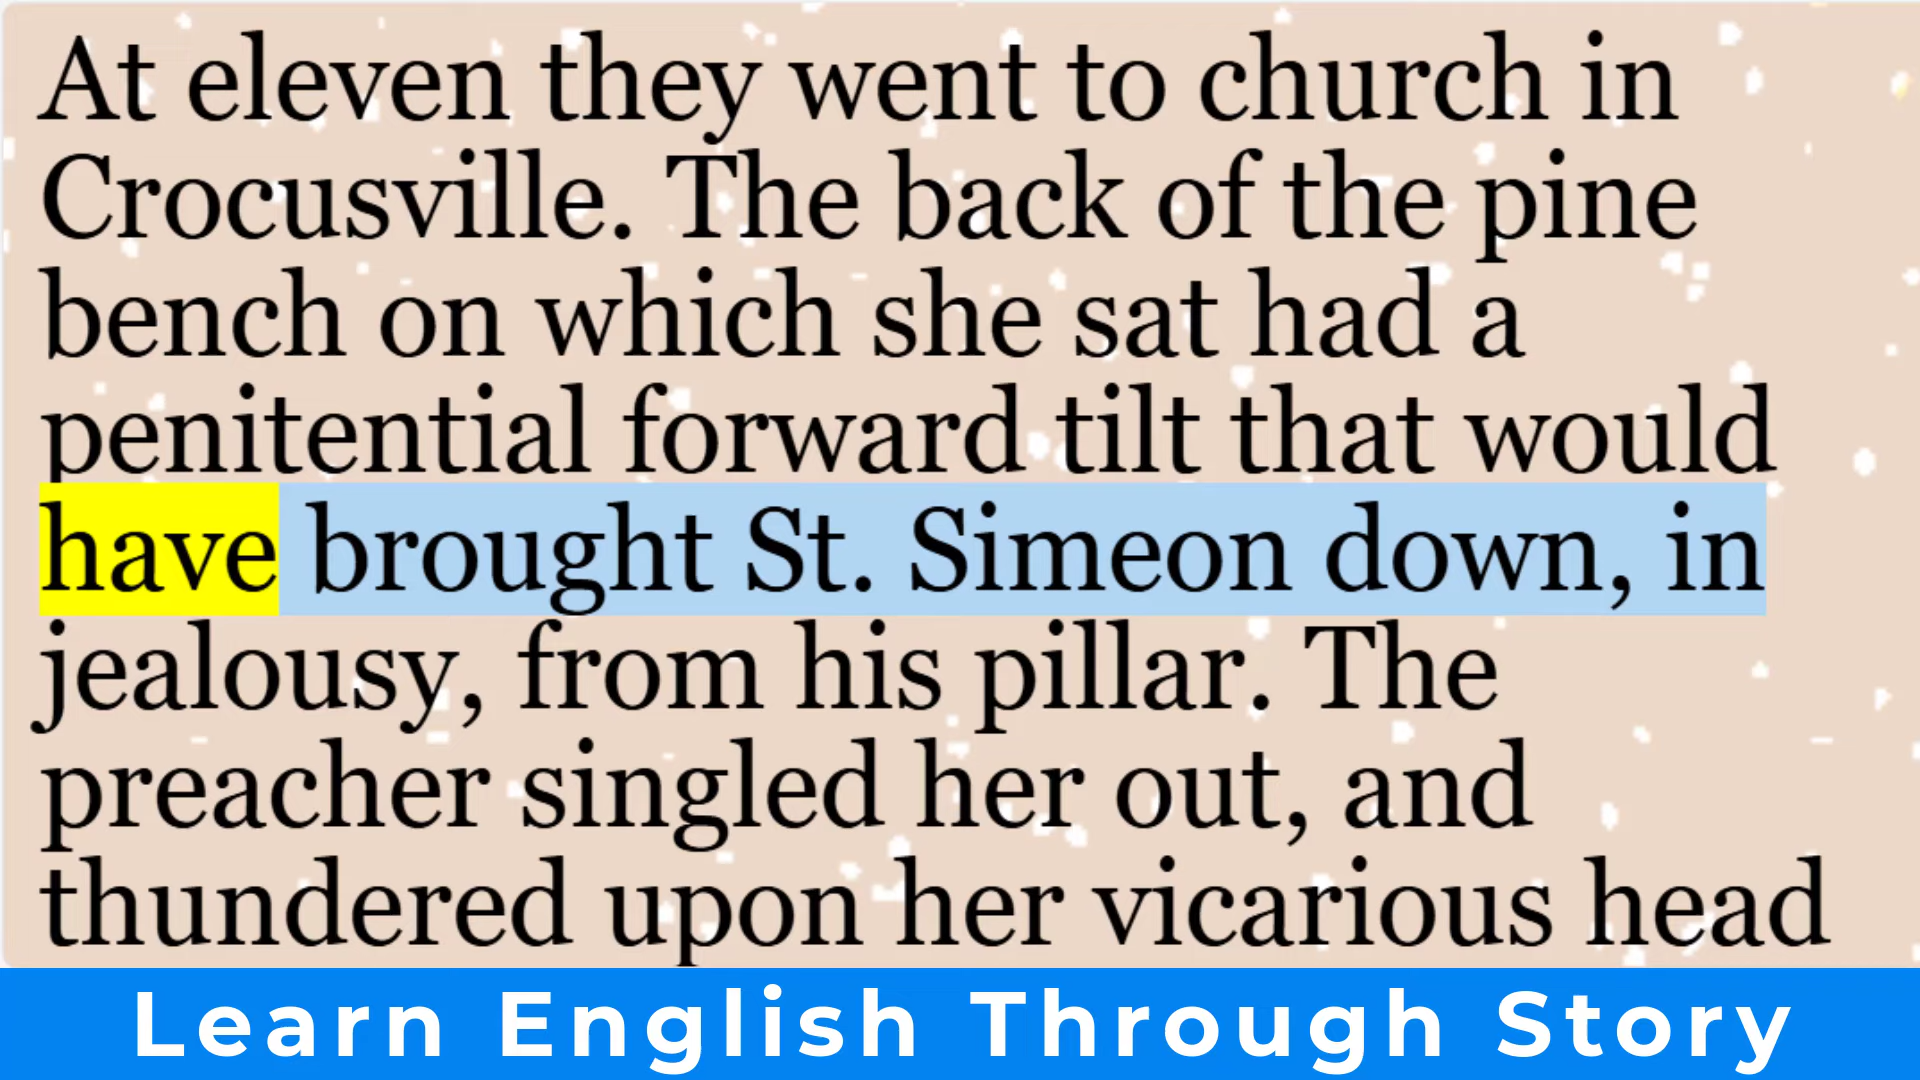 At eleven they went to church in
Crocusville. The back of the pine
bench on which she sat had a
penitential forward tilt that would
have brought St. Simeon down, in
jealousy, from his pillar. The
preacher singled her out, and
thundered upon her vicarious head
Learn English Through Story